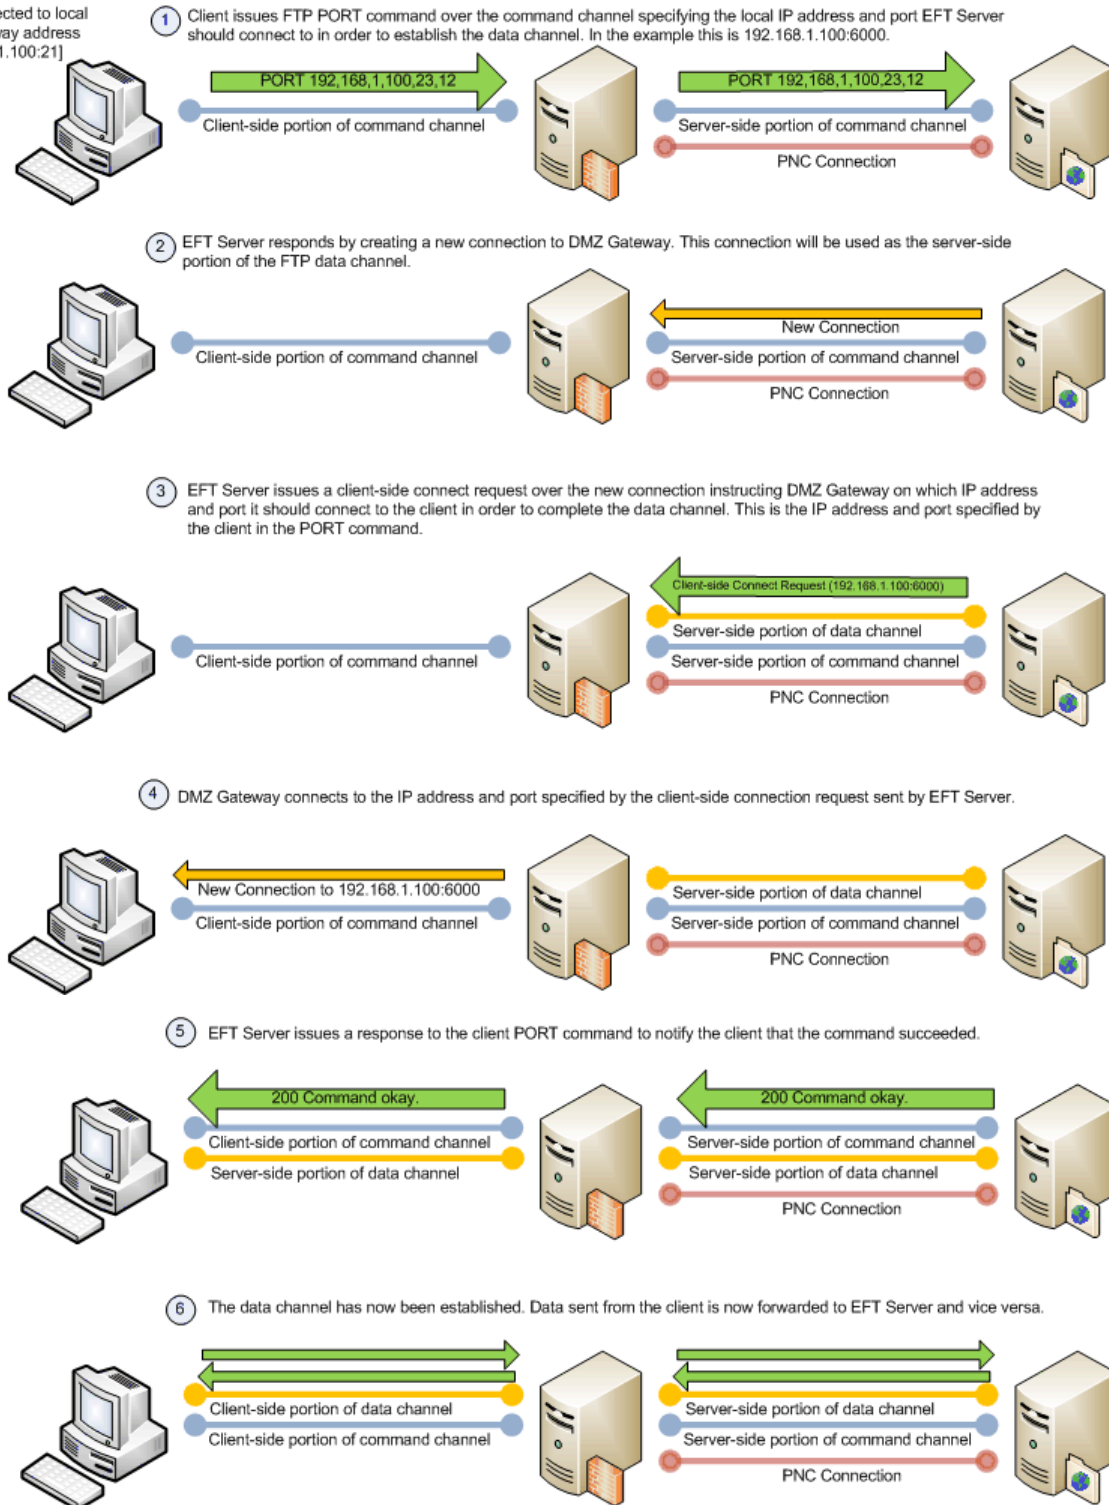 ected to local
way address
1.100:21]
1
Client issues FTP PORT command over the command channel specifying the local IP address and port EFT Server
should connect to in order to establish the data channel. In the example this is 192.168.1.100:6000.
PORT 192,168,1,100,23,12
PORT 192,168,1,100,23,12
Client-side portion of command channel
Server-side portion of command channel
PNC Connection
2
EFT Server responds by creating a new connection to DMZ Gateway. This connection will be used as the server-side
portion of the FTP data channel.
New Connection
Client-side portion of command channel
Server-side portion of command channel
PNC Connection
3
EFT Server issues a client-side connect request over the new connection instructing DMZ Gateway on which IP address
and port it should connect to the client in order to complete the data channel. This is the IP address and port specified by
the client in the PORT command.
Client-side Connect Request (192.168.1.100:6000)
Server-side portion of data channel
Client-side portion of command channel
Server-side portion of command channel
PNC Connection
4
DMZ Gateway connects to the IP address and port specified by the client-side connection request sent by EFT Server.
New Connection to 192.168.1.100:6000
Server-side portion of data channel
Client-side portion of command channel
Server-side portion of command channel
PNC Connection
5
EFT Server issues a response to the client PORT command to notify the client that the command succeeded.
200 Command okay.
200 Command okay.
Client-side portion of command channel
Server-side portion of command channel
Server-side portion of data channel
Server-side portion of data channel
PNC Connection
6
The data channel has now been established. Data sent from the client is now forwarded to EFT Server and vice versa.
Client-side portion of data channel
Server-side portion of data channel
Client-side portion of command channel
Server-side portion of command channel
PNC Connection